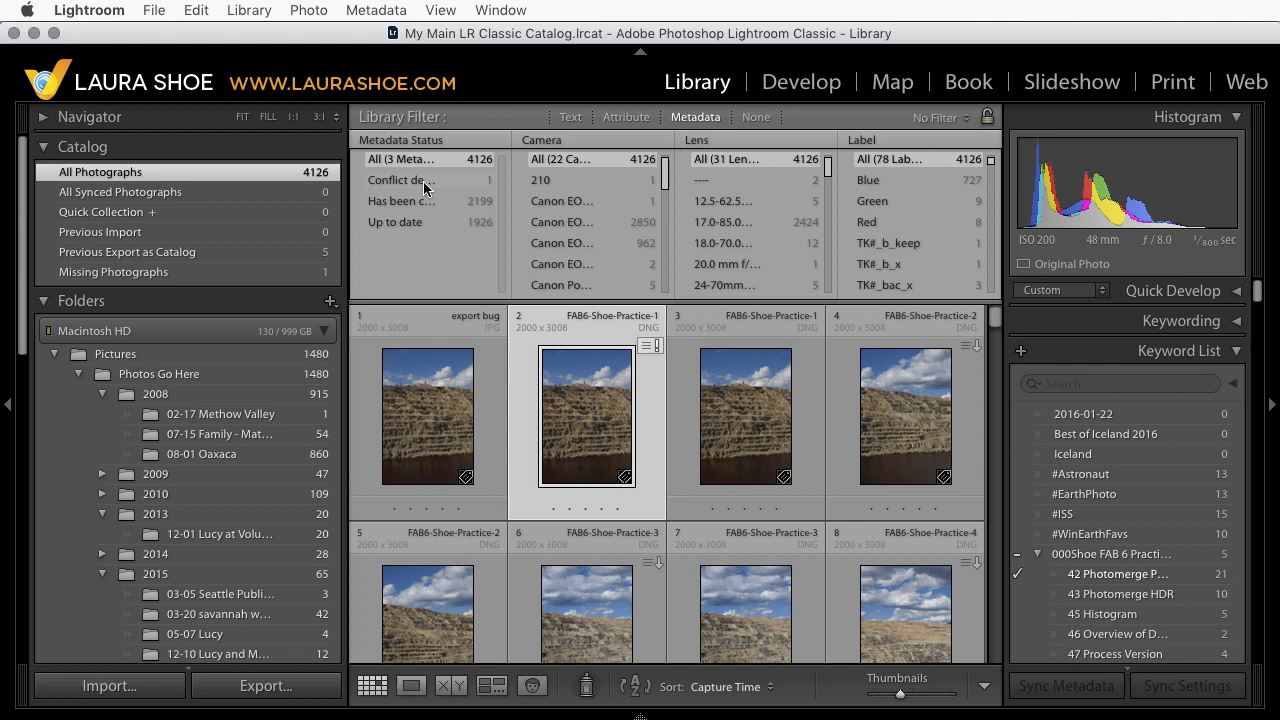 Lightroom File Edit Library Photo Metadata View Window
My Main LR Classic Catalog.lrcat - Adobe Photoshop Lightroom Classic - Library
LAURA SHOE WWW.LAURASHOE.COM
Library | Develop | Map | Book | Slideshow | Print | Web
Navigator FIT FILL 1:1 3:1
Catalog
All Photographs 4126
All Synced Photographs 0
Quick Collection + 0
Previous Import 0
Previous Export as Catalog 5
Missing Photographs 1
Folders +
Macintosh HD 130 / 999 GB
Pictures 1480
Photos Go Here 1480
2008 915
02-17 Methow Valley 1
07-15 Family - Mat... 54
08-01 Oaxaca 860
2009 47
2010 109
2013 20
12-01 Lucy at Volu... 20
2014 28
2015 65
03-05 Seattle Publi... 3
03-20 savannah w... 42
05-07 Lucy 4
12-10 Lucy and M... 12
Import... Export...
Library Filter : Text Attribute Metadata None No Filter
Metadata Status Camera Lens Label
All (3 Meta... 4126 All (22 Ca... 4126 All (31 Len... 4126 All (78 Lab... 4126
Conflict de... 1 210 1 ---- 2 Blue 727
Has been c... 2199 Canon EO... 1 12.5-62.5... 5 Green 9
Up to date 1926 Canon EO... 2850 17.0-85.0... 2424 Red 8
Canon EO... 962 18.0-70.0... 12 TK#_b_keep 1
Canon EO... 2 20.0 mm f/... 1 TK#_b_x 1
Canon Po... 5 24-70mm... 5 TK#_bac_x 3
1 export bug 2 FAB6-Shoe-Practice-1 3 FAB6-Shoe-Practice-1 4 FAB6-Shoe-Practice-2
2000 x 3008 JPG 2000 x 3008 DNG 2000 x 3008 DNG 2000 x 3008 DNG
5 FAB6-Shoe-Practice-2 6 FAB6-Shoe-Practice-3 7 FAB6-Shoe-Practice-3 8 FAB6-Shoe-Practice-4
2000 x 3008 DNG 2000 x 3008 DNG 2000 x 3008 DNG 2000 x 3008 DNG
XY Sort: Capture Time Thumbnails
Histogram
ISO 200 48 mm ƒ / 8.0 1/800 sec
Original Photo
Custom Quick Develop
Keywording
+ Keyword List
Search
2016-01-22 0
Best of Iceland 2016 0
Iceland 0
#Astronaut 13
#EarthPhoto 13
#ISS 15
#WinEarthFavs 10
000Shoe FAB 6 Practi... 5
42 Photomerge P... 21
43 Photomerge HDR 10
45 Histogram 5
46 Overview of D... 2
47 Process Version 4
Sync Metadata Sync Settings